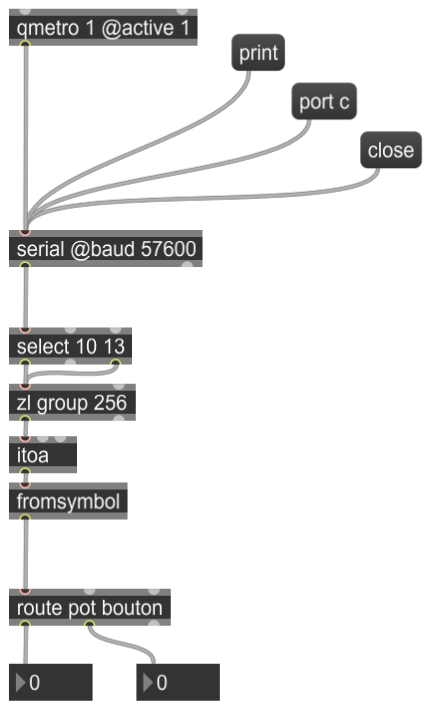 qmetro 1 @active 1
print
port c
close
serial @baud 57600
select 10 13
zl group 256
itoa
fromsymbol
route pot bouton
0
0